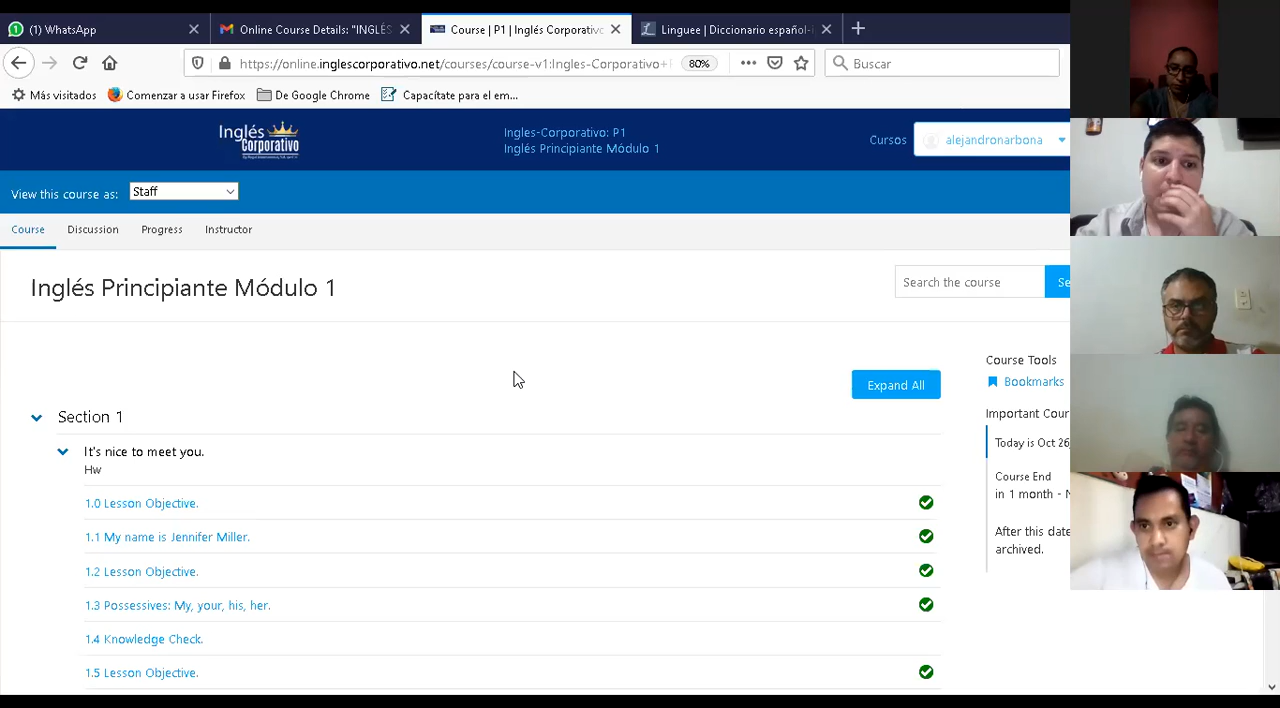 (1) WhatsApp
Online Course Details: "INGLÉS
Course | P1 | Inglés Corporativo
Linguee | Diccionario español-i
https://online.inglescorporativo.net/courses/course-v1:Ingles-Corporativo+
80%
Buscar
Más visitados
Comenzar a usar Firefox
De Google Chrome
Capacítate para el em...
Inglés
Corporativo
Ingles-Corporativo: P1
Inglés Principiante Módulo 1
Cursos
alejandronarbona
View this course as:
Staff
Course
Discussion
Progress
Instructor
Inglés Principiante Módulo 1
Search the course
Se
Course Tools
Bookmarks
Expand All
Important Cour
Section 1
Today is Oct 26,
It's nice to meet you.
Hw
Course End
in 1 month - N
1.0 Lesson Objective.
After this date
archived.
1.1 My name is Jennifer Miller.
1.2 Lesson Objective.
1.3 Possessives: My, your, his, her.
1.4 Knowledge Check.
1.5 Lesson Objective.